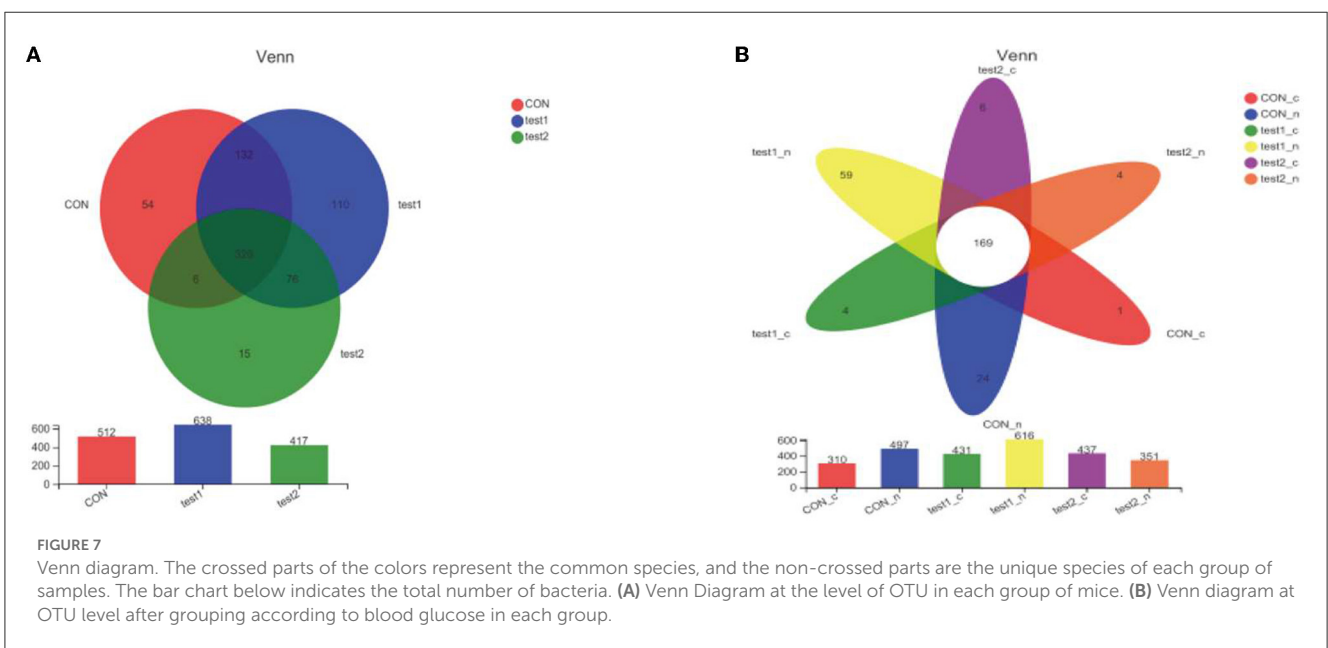 A
Venn
CON
test1
test2
132
CON
54
110
test1
320
6
76
15
test2
600
400
200
0
512
638
417
CON
test1
test2
B
Venn
test2_c
CON_c
CON_n
test1_c
test1_n
test2_c
test2_n
6
test1_n
test2_n
59
4
169
4
1
test1_c
CON_c
24
CON_n
600
400
200
0
310
497
431
616
437
351
CON_c
CON_n
test1_c
test1_n
test2_c
test2_n
FIGURE 7
Venn diagram. The crossed parts of the colors represent the common species, and the non-crossed parts are the unique species of each group of
samples. The bar chart below indicates the total number of bacteria. (A) Venn Diagram at the level of OTU in each group of mice. (B) Venn diagram at
OTU level after grouping according to blood glucose in each group.